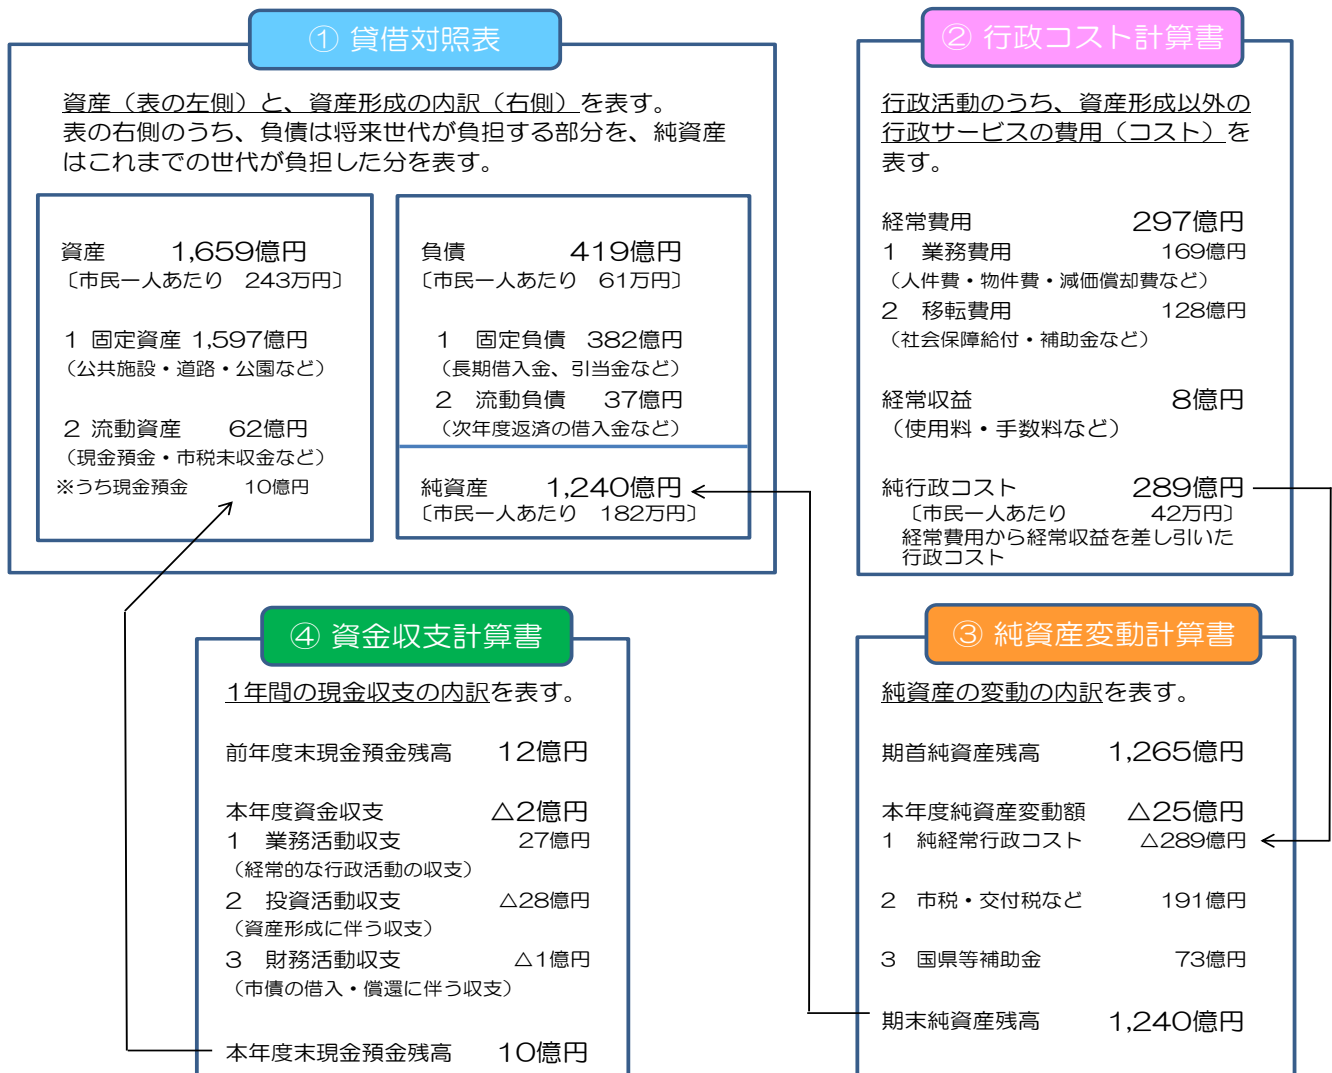 ① 貸借対照表
資産（表の左側）と、資産形成の内訳（右側）を表す。
表の右側のうち、負債は将来世代が負担する部分を、純資産
はこれまでの世代が負担した分を表す。
資産 1,659億円
〔市民一人あたり 243万円〕
1 固定資産 1,597億円
（公共施設・道路・公園など）
2 流動資産 62億円
（現金預金・市税未収金など）
※うち現金預金 10億円
負債 419億円
〔市民一人あたり 61万円〕
1 固定負債 382億円
（長期借入金、引当金など）
2 流動負債 37億円
（次年度返済の借入金など）
純資産 1,240億円
〔市民一人あたり 182万円〕
② 行政コスト計算書
行政活動のうち、資産形成以外の
行政サービスの費用（コスト）を
表す。
経常費用 297億円
1 業務費用 169億円
（人件費・物件費・減価償却費など）
2 移転費用 128億円
（社会保障給付・補助金など）
経常収益 8億円
（使用料・手数料など）
純行政コスト 289億円
〔市民一人あたり 42万円〕
経常費用から経常収益を差し引いた
行政コスト
④ 資金収支計算書
1年間の現金収支の内訳を表す。
前年度末現金預金残高 12億円
本年度資金収支 △2億円
1 業務活動収支 27億円
（経常的な行政活動の収支）
2 投資活動収支 △28億円
（資産形成に伴う収支）
3 財務活動収支 △1億円
（市債の借入・償還に伴う収支）
本年度末現金預金残高 10億円
③ 純資産変動計算書
純資産の変動の内訳を表す。
期首純資産残高 1,265億円
本年度純資産変動額 △25億円
1 純経常行政コスト △289億円
2 市税・交付税など 191億円
3 国県等補助金 73億円
期末純資産残高 1,240億円